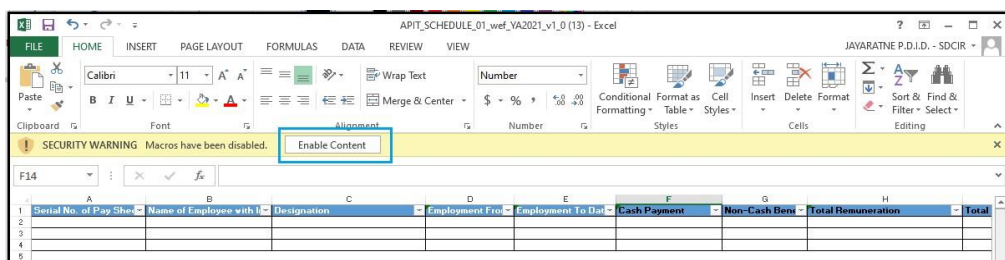 APIT_SCHEDULE_01_wef_YA2021_v1_0 (13) - Excel
FILE HOME INSERT PAGE LAYOUT FORMULAS DATA REVIEW VIEW JAYARATNE P.D.I.D. - SDCIR
Calibri 11 Wrap Text Number
Paste B I U Merge & Center $ % Conditional Formatting Format as Table Cell Styles Insert Delete Format Sort & Filter Find & Select
Clipboard Font Alignment Number Styles Cells Editing
SECURITY WARNING Macros have been disabled. Enable Content
F14 fx
A B C D E F G H
1 Serial No. of Pay Shee Name of Employee with I Designation Employment Fro Employment To Dat Cash Payment Non-Cash Bene Total Remuneration Total
2
3
4
5